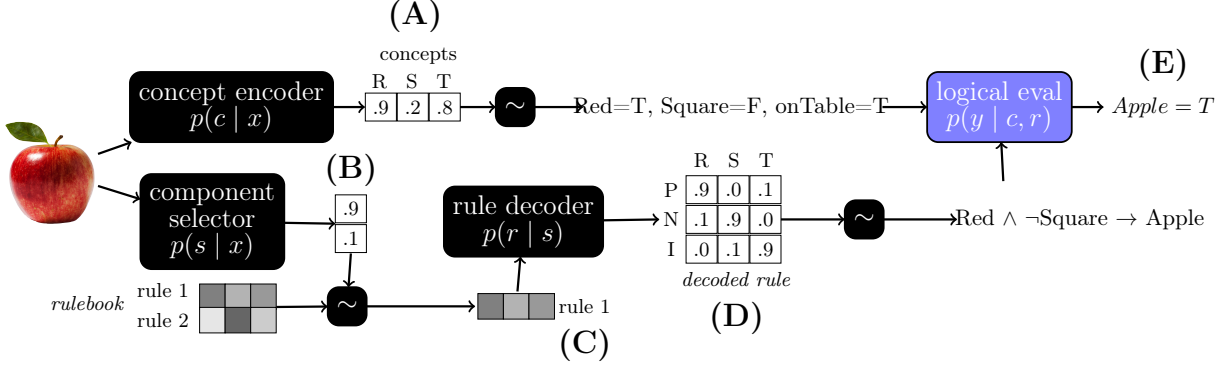 (A)
concepts
R S T
.9 .2 .8
concept encoder
p(c | x)
~
Red=T, Square=F, onTable=T
logical eval
p(y | c, r)
(E)
Apple = T
(B)
component
selector
p(s | x)
.9
.1
rulebook
rule 1
rule 2
~
rule 1
(C)
rule decoder
p(r | s)
R S T
P .9 .0 .1
N .1 .9 .0
I .0 .1 .9
decoded rule
(D)
~
Red ∧ ¬Square → Apple